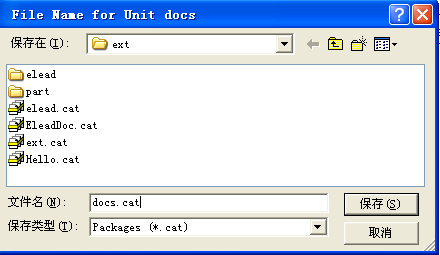 File Name for Unit docs
保存在(I):
ext
elead
part
elead.cat
EleadDoc.cat
ext.cat
Hello.cat
文件名(N):
docs.cat
保存(S)
保存类型(T):
Packages (*.cat)
取消